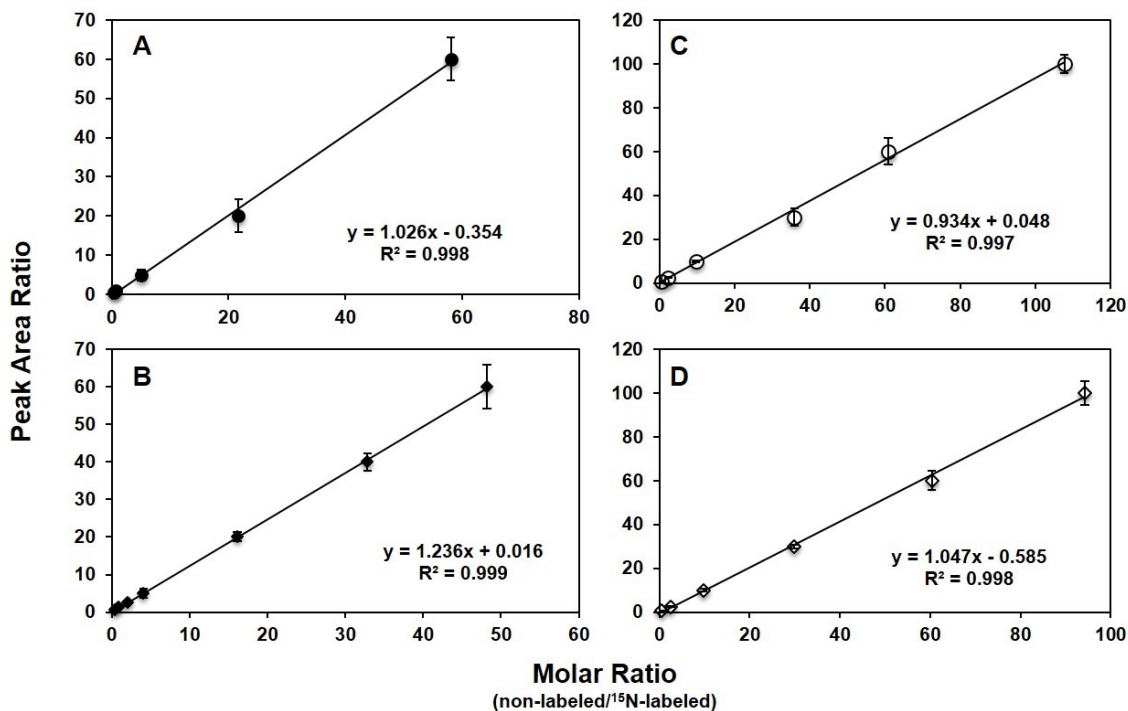 Peak Area Ratio
A
70
60
50
40
30
20
10
0
0 20 40 60 80
y = 1.026x - 0.354
R² = 0.998
C
120
100
80
60
40
20
0
0 20 40 60 80 100 120
y = 0.934x + 0.048
R² = 0.997
B
70
60
50
40
30
20
10
0
0 10 20 30 40 50 60
y = 1.236x + 0.016
R² = 0.999
D
120
100
80
60
40
20
0
0 20 40 60 80 100
y = 1.047x - 0.585
R² = 0.998
Molar Ratio
(non-labeled/¹⁵N-labeled)